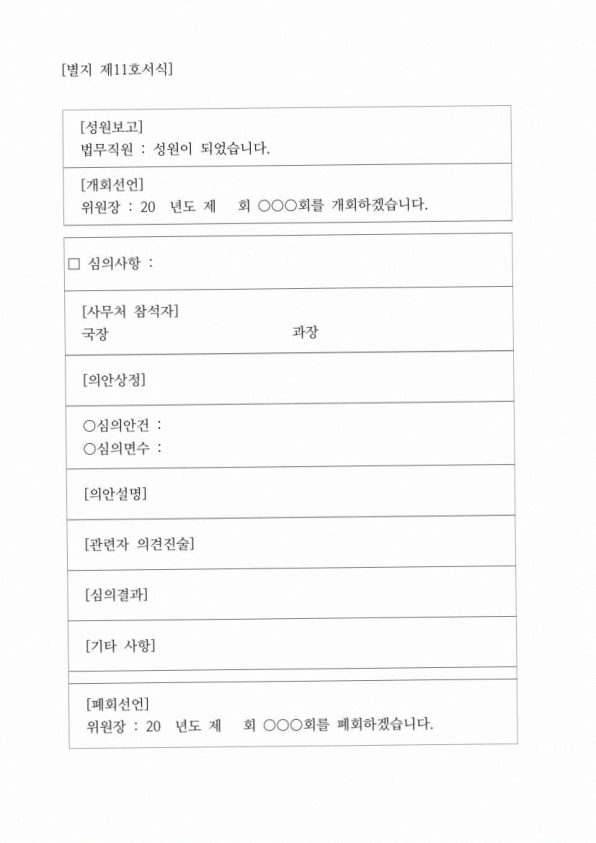 [별지 제11호서식]
[성원보고]
법무직원 : 성원이 되었습니다.
[개회선언]
위원장 : 20 년도 제 회 ○○○회를 개회하겠습니다.
□ 심의사항 :
[사무처 참석자]
국장 과장
[의안상정]
○심의안건 :
○심의면수 :
[의안설명]
[관련자 의견진술]
[심의결과]
[기타 사항]
[폐회선언]
위원장 : 20 년도 제 회 ○○○회를 폐회하겠습니다.